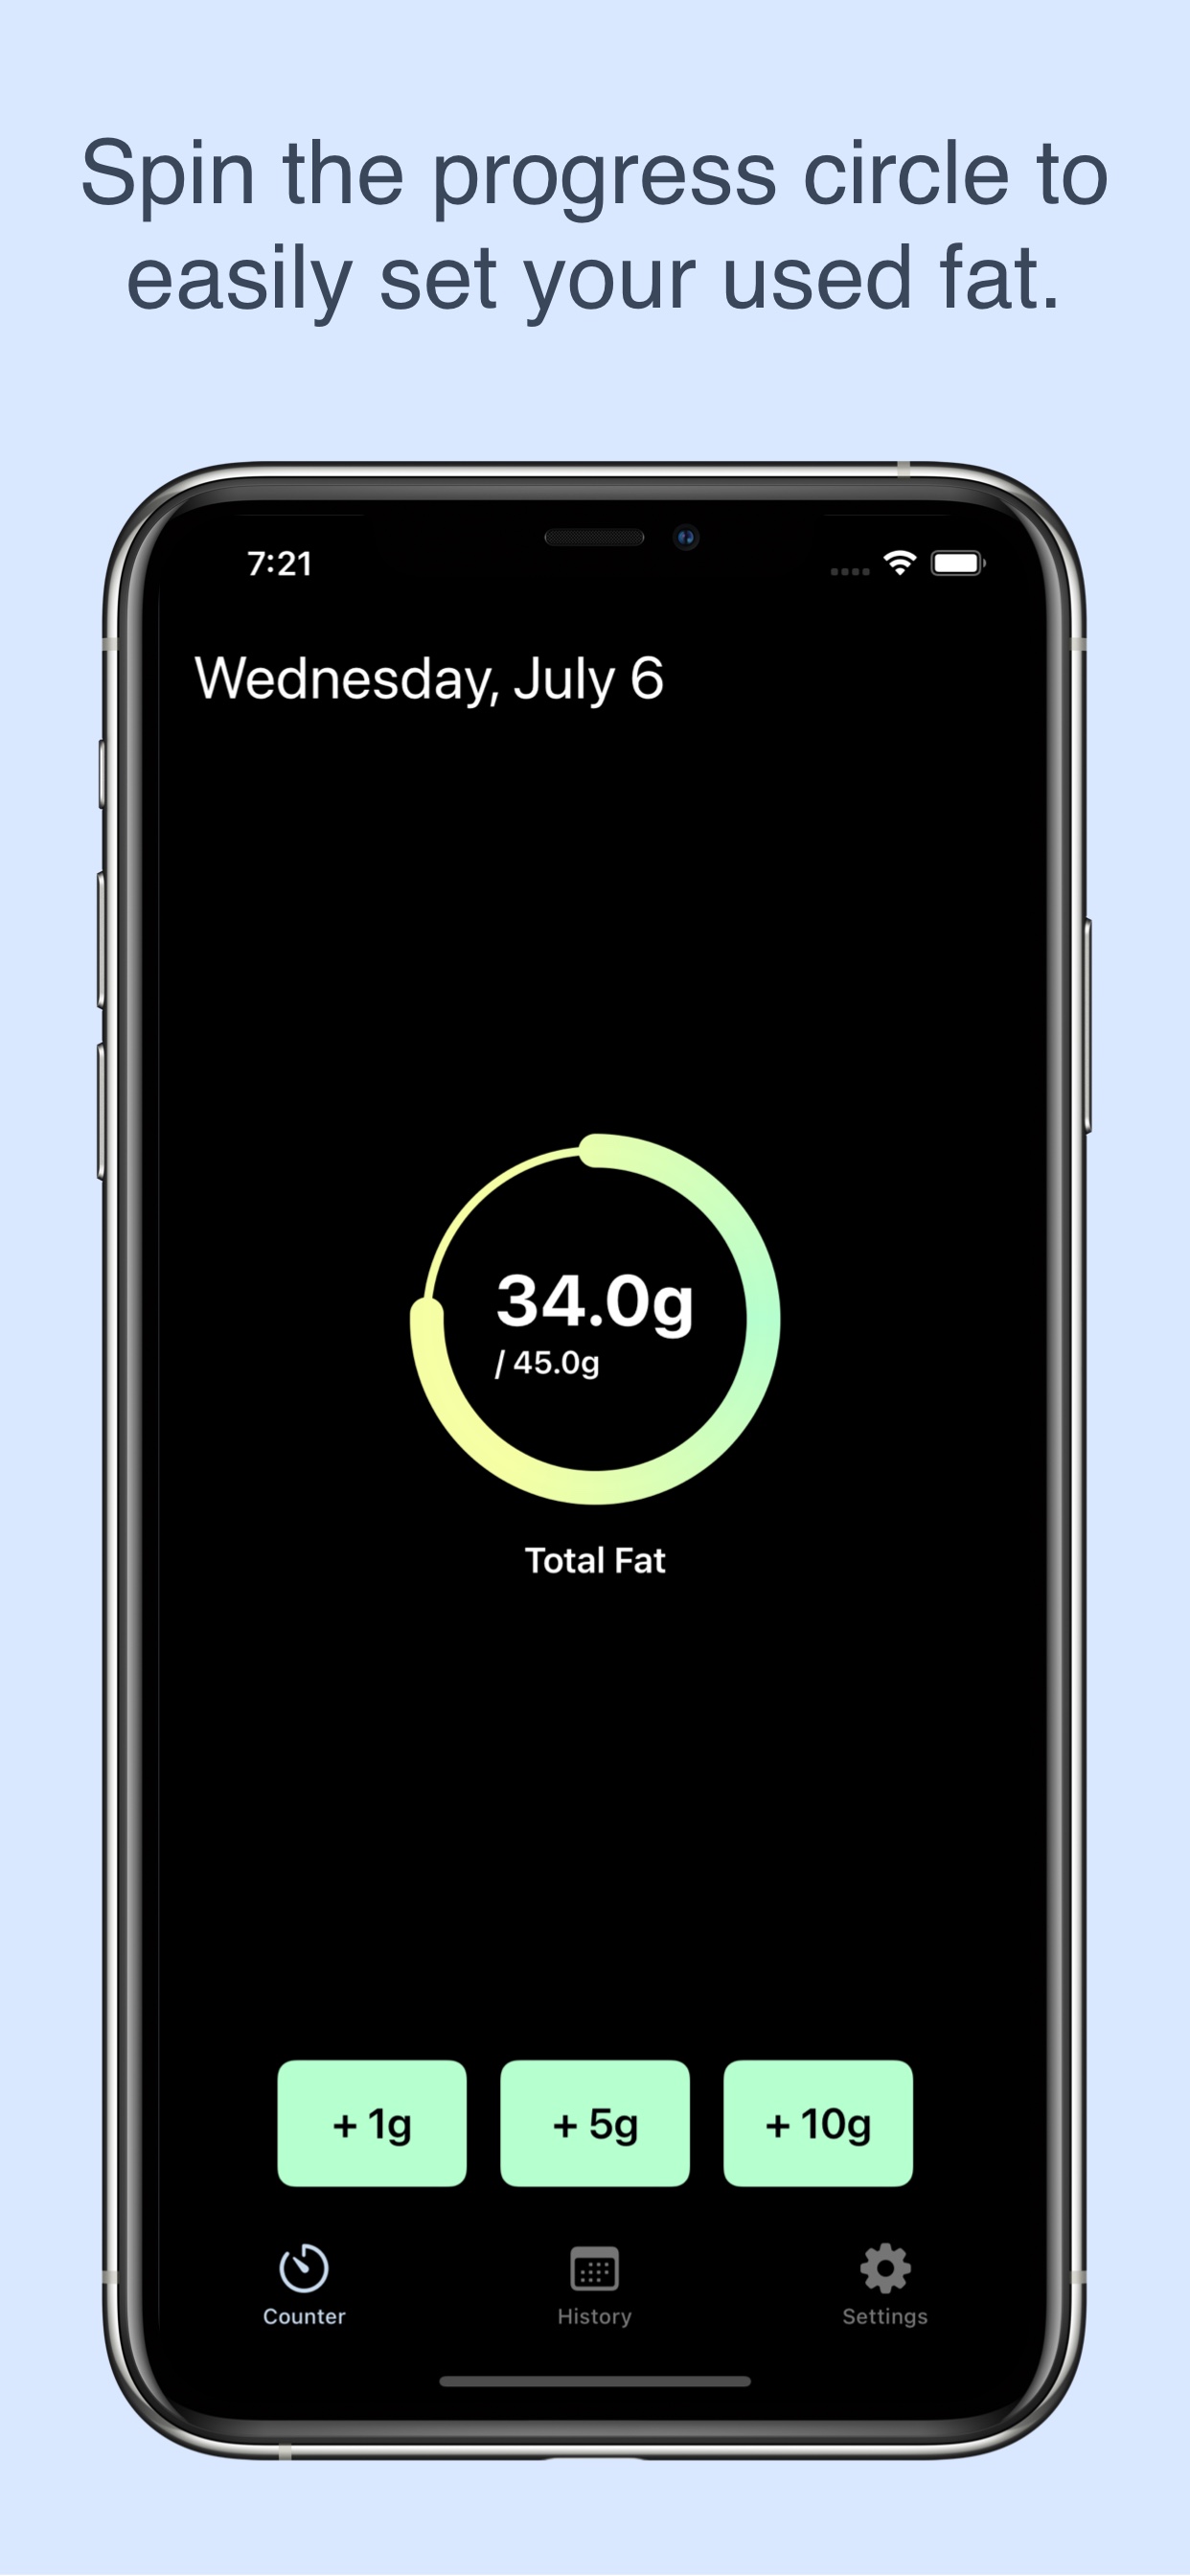 Spin the progress circle to
easily set your used fat.
7:21
Wednesday, July 6
34.0g
/ 45.0g
Total Fat
+ 1g
+ 5g
+ 10g
Counter
History
Settings